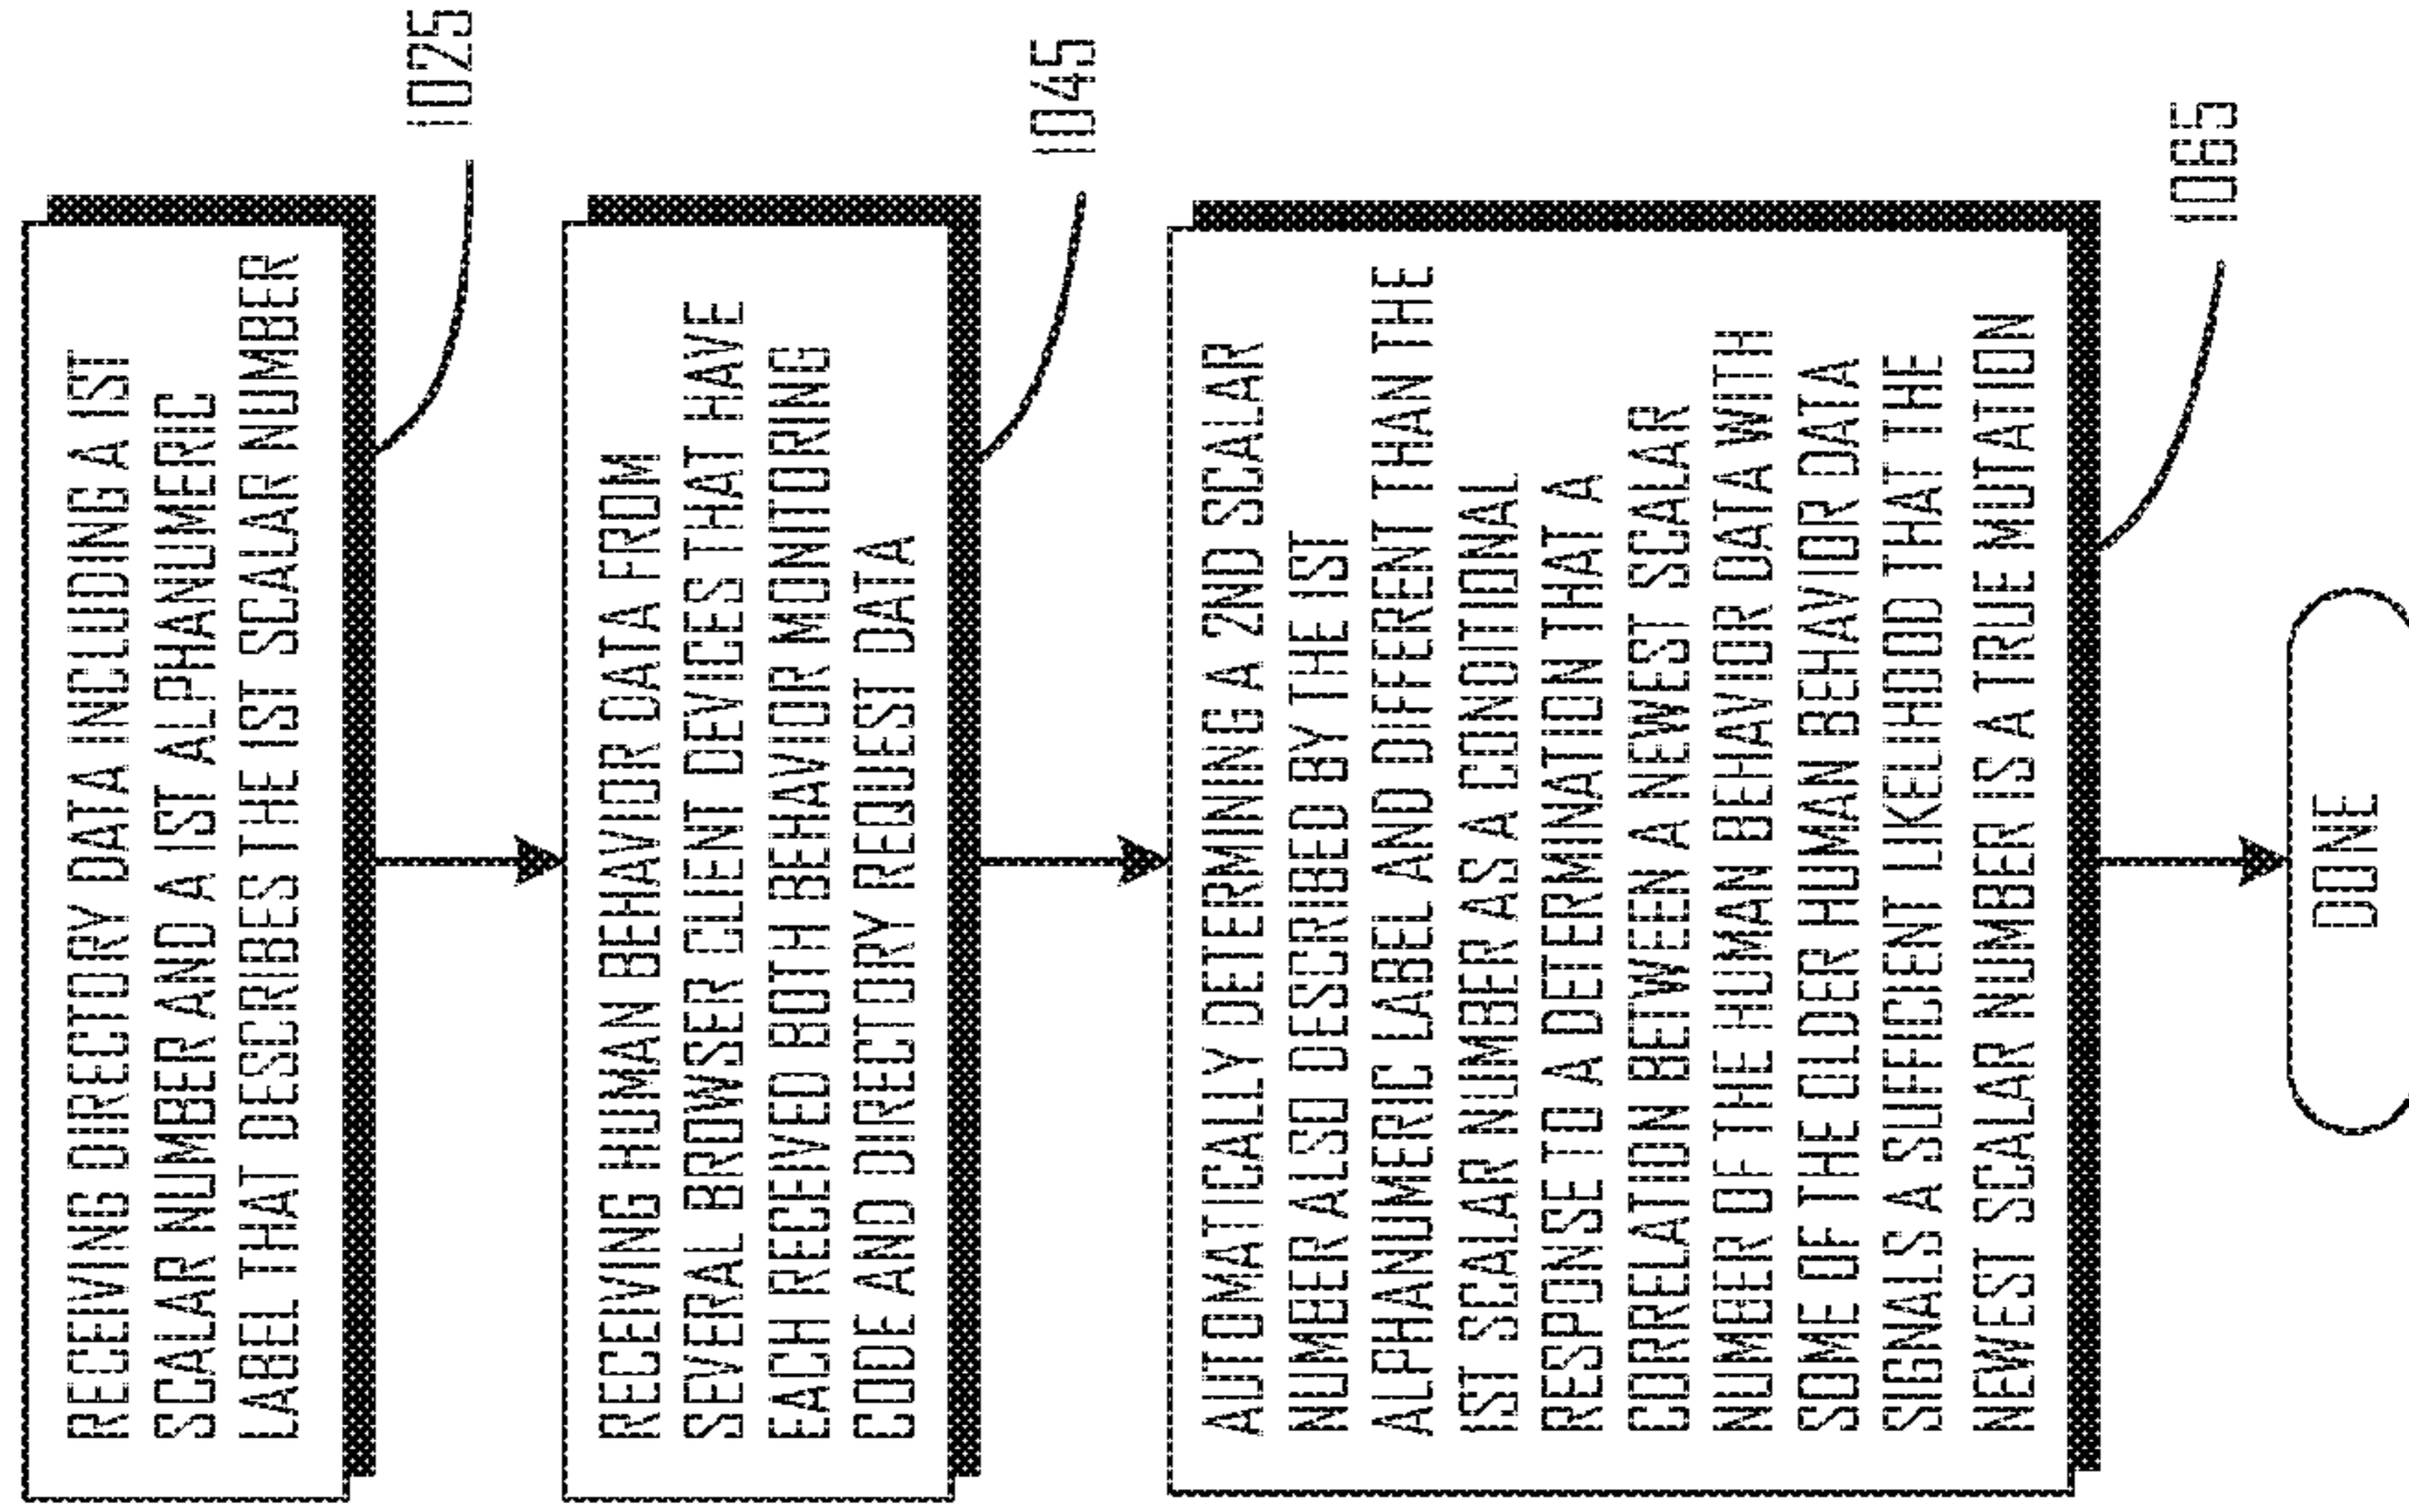 RECEIVING DIRECTORY DATA INCLUDING A 1ST
SCALAR NUMBER AND A 1ST ALPHANUMERIC
LABEL THAT DESCRIBES THE 1ST SCALAR NUMBER
1025
RECEIVING HUMAN BEHAVIOR DATA FROM
SEVERAL BROWSER CLIENT DEVICES THAT HAVE
EACH RECEIVED BOTH BEHAVIOR MONITORING
CODE AND DIRECTORY REQUEST DATA
1045
AUTOMATICALLY DETERMINING A 2ND SCALAR
NUMBER ALSO DESCRIBED BY THE 1ST
ALPHANUMERIC LABEL AND DIFFERENT THAN THE
1ST SCALAR NUMBER AS A CONDITIONAL
RESPONSE TO A DETERMINATION THAT A
CORRELATION BETWEEN A NEWEST SCALAR
NUMBER OF THE HUMAN BEHAVIOR DATA WITH
SOME OF THE OLDER HUMAN BEHAVIOR DATA
SIGNALS A SUFFICIENT LIKELIHOOD THAT THE
NEWEST SCALAR NUMBER IS A TRUE MUTATION
1065
DONE